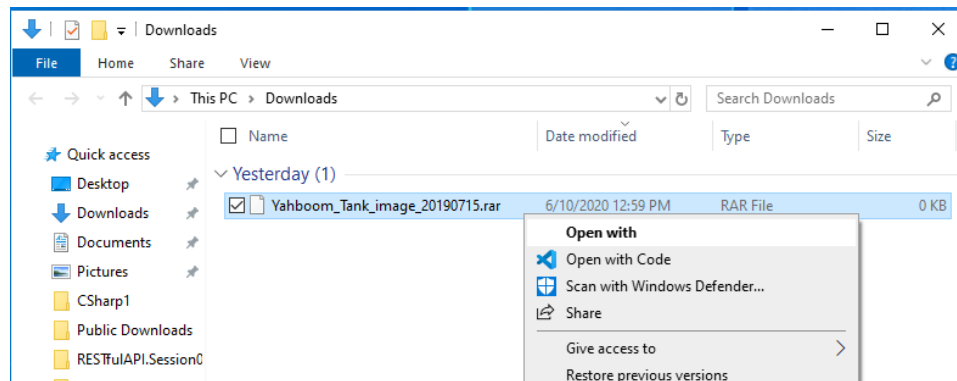 Downloads
File Home Share View
This PC > Downloads Search Downloads
Name Date modified Type Size
Quick access
Yesterday (1)
Desktop
Yahboom_Tank_image_20190715.rar 6/10/2020 12:59 PM RAR File 0 KB
Downloads
Open with
Documents
Open with Code
Pictures
Scan with Windows Defender...
CSharp1
Share
Public Downloads
Give access to
RESTfulAPI.Session0
Restore previous versions